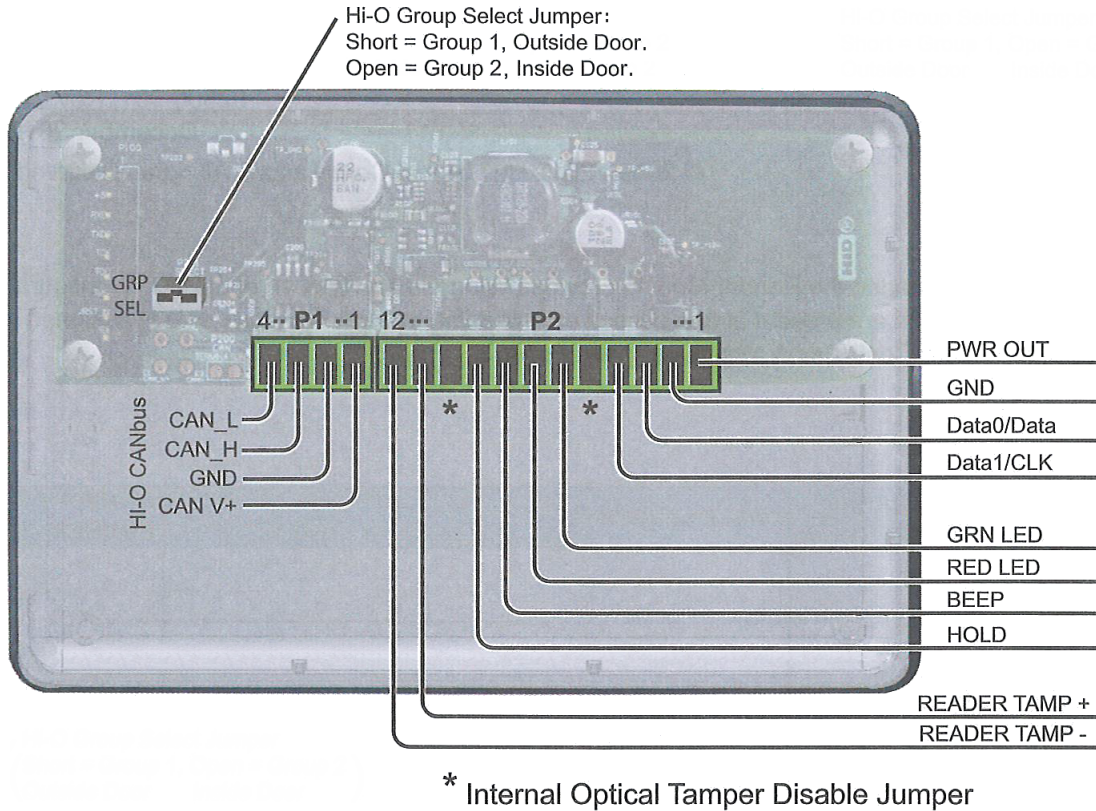 Hi-O Group Select Jumper:
Short = Group 1, Outside Door.
Open = Group 2, Inside Door.
HID
GRP
SEL
4·· P1 ··1 12··· P2 ···1
* *
HI-O CANbus
CAN_L
CAN_H
GND
CAN V+
PWR OUT
GND
Data0/Data
Data1/CLK
GRN LED
RED LED
BEEP
HOLD
READER TAMP +
READER TAMP -
* Internal Optical Tamper Disable Jumper